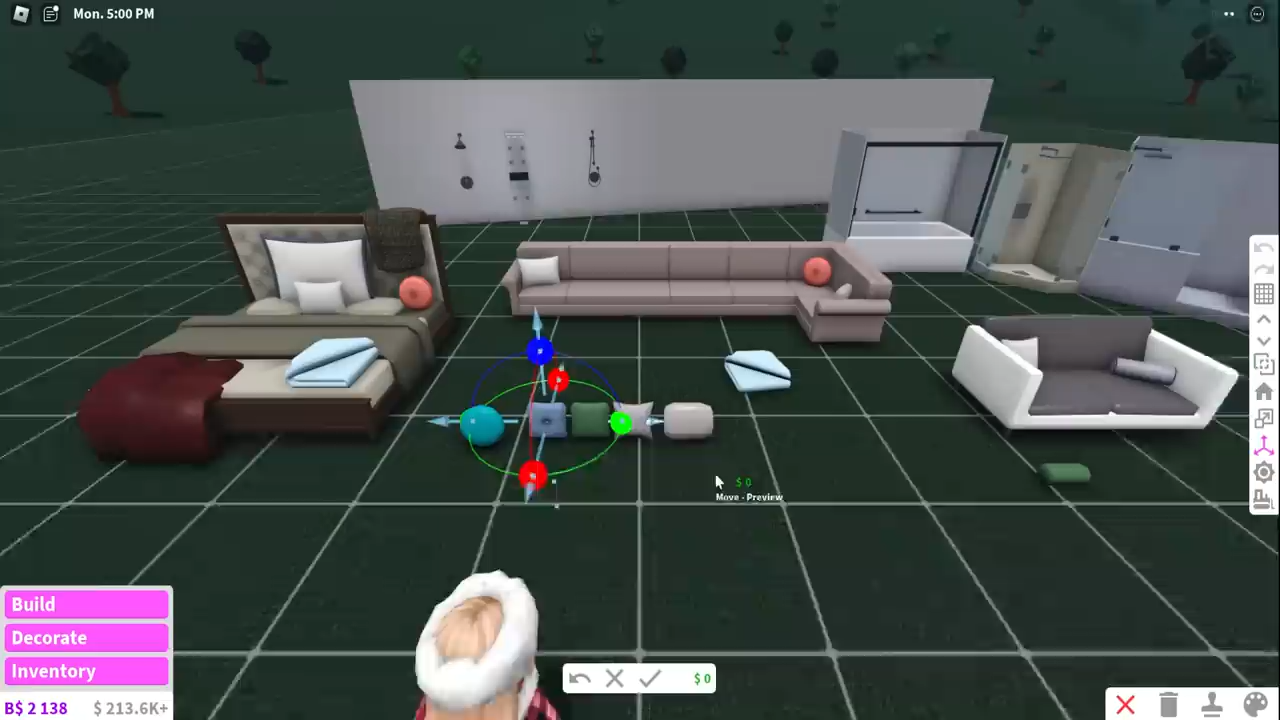 Mon. 5:00 PM
$ 0
Move - Preview
Build
Decorate
Inventory
B$ 2 138 $ 213.6K+
$ 0